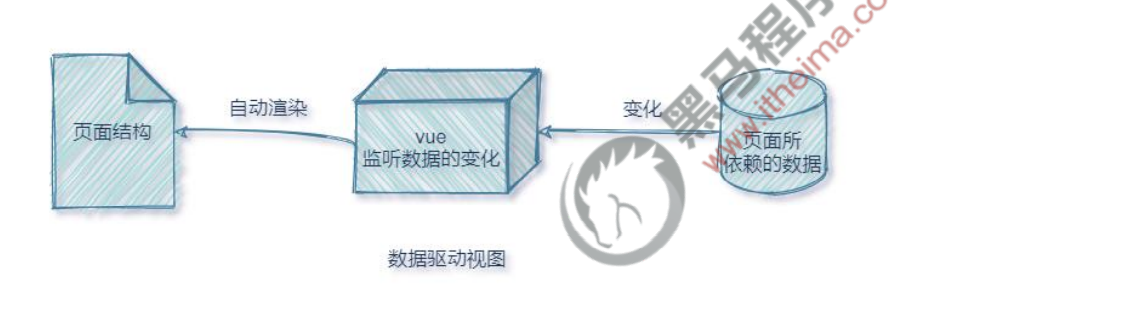 页面结构
自动渲染
vue
监听数据的变化
变化
页面所
依赖的数据
数据驱动视图
黑马程序
www.itheima.co